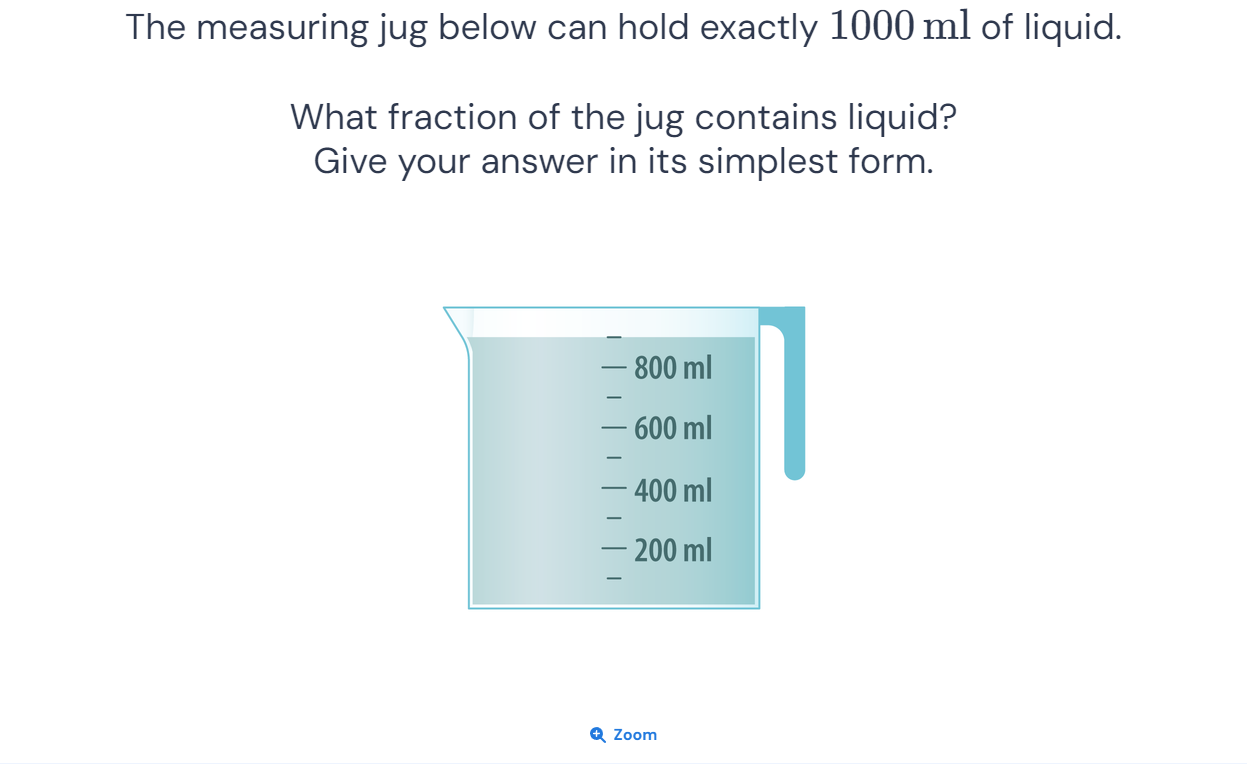 The measuring jug below can hold exactly 1000 ml of liquid.
What fraction of the jug contains liquid?
Give your answer in its simplest form.
800 ml
600 ml
400 ml
200 ml
Zoom